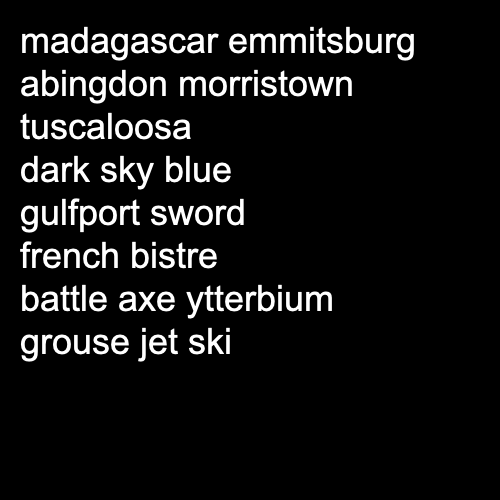 madagascar emmitsburg
abingdon morristown
tuscaloosa
dark sky blue
gulfport sword
french bistre
battle axe ytterbium
grouse jet ski